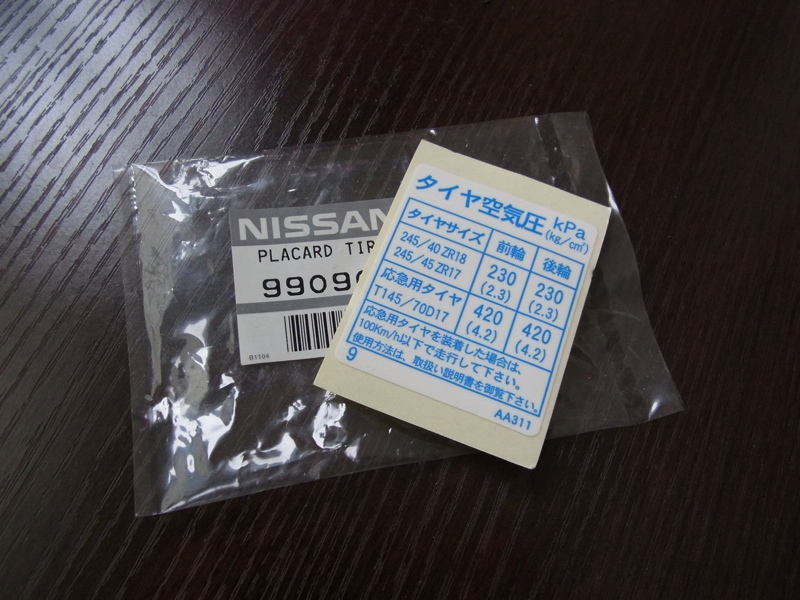 NISSAN
PLACARD TIR
9909
B1104
タイヤ空気圧 kPa (kg/c㎡)
タイヤサイズ 前輪 後輪
245/40 ZR18
245/45 ZR17
230 (2.3) 230 (2.3)
応急用タイヤ
T145/70D17
420 (4.2) 420 (4.2)
応急用タイヤを装着した場合は、
100Km/h以下で走行して下さい。
使用方法は、取扱い説明書を御覧下さい。
9
AA311